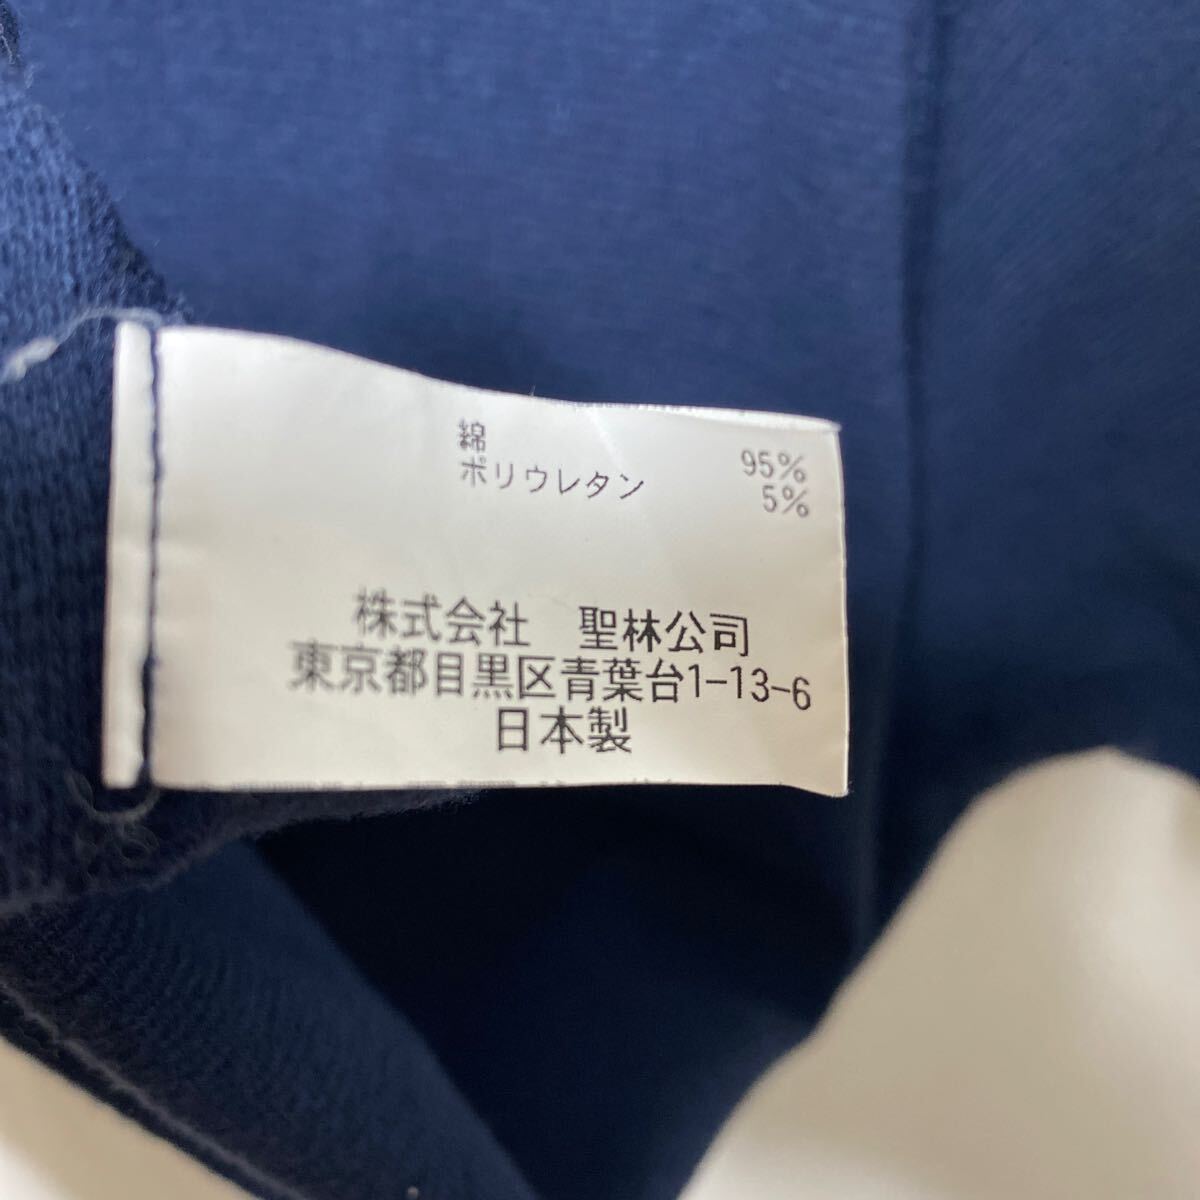 綿 95%
ポリウレタン 5%
株式会社　聖林公司
東京都目黒区青葉台1-13-6
日本製